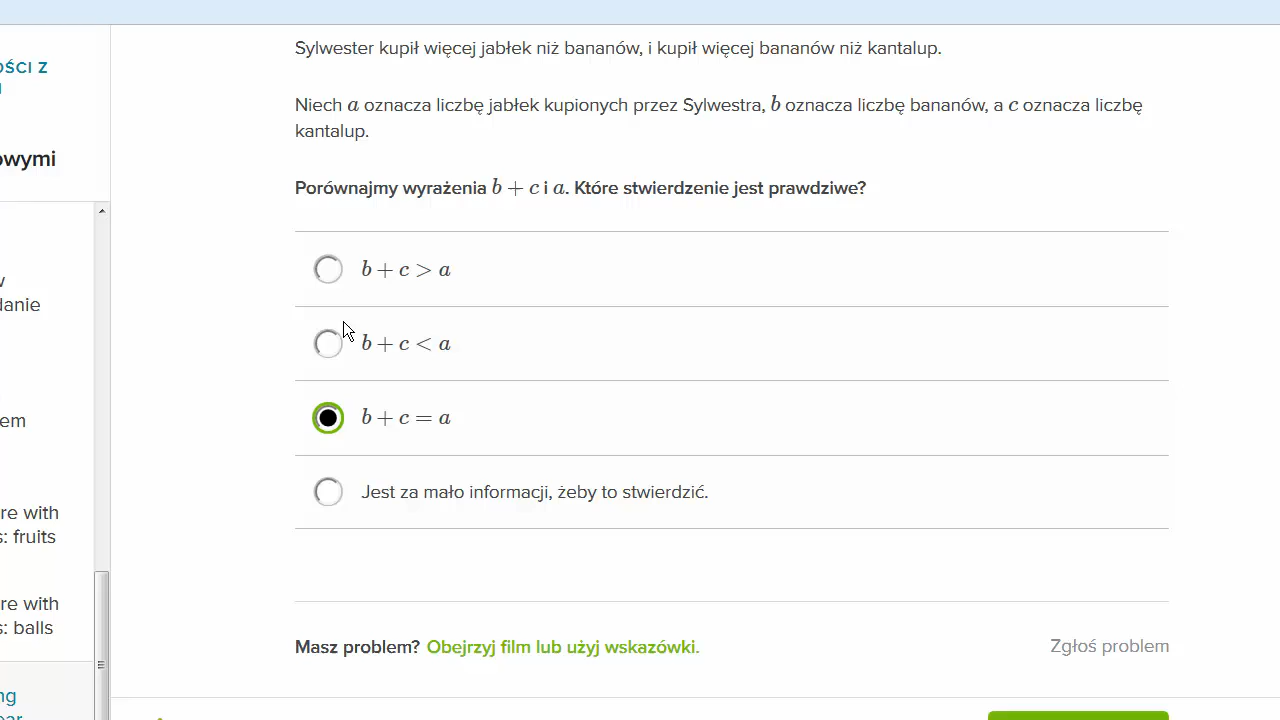 Sylwester kupił więcej jabłek niż bananów, i kupił więcej bananów niż kantalup.
OŚCI Z
Niech a oznacza liczbę jabłek kupionych przez Sylwestra, b oznacza liczbę bananów, a c oznacza liczbę
kantalup.
owymi
Porównajmy wyrażenia b + c i a. Które stwierdzenie jest prawdziwe?
b + c > a
w
danie
b + c < a
b + c = a
em
Jest za mało informacji, żeby to stwierdzić.
re with
s: fruits
re with
s: balls
Masz problem? Obejrzyj film lub użyj wskazówki.
Zgłoś problem
ng